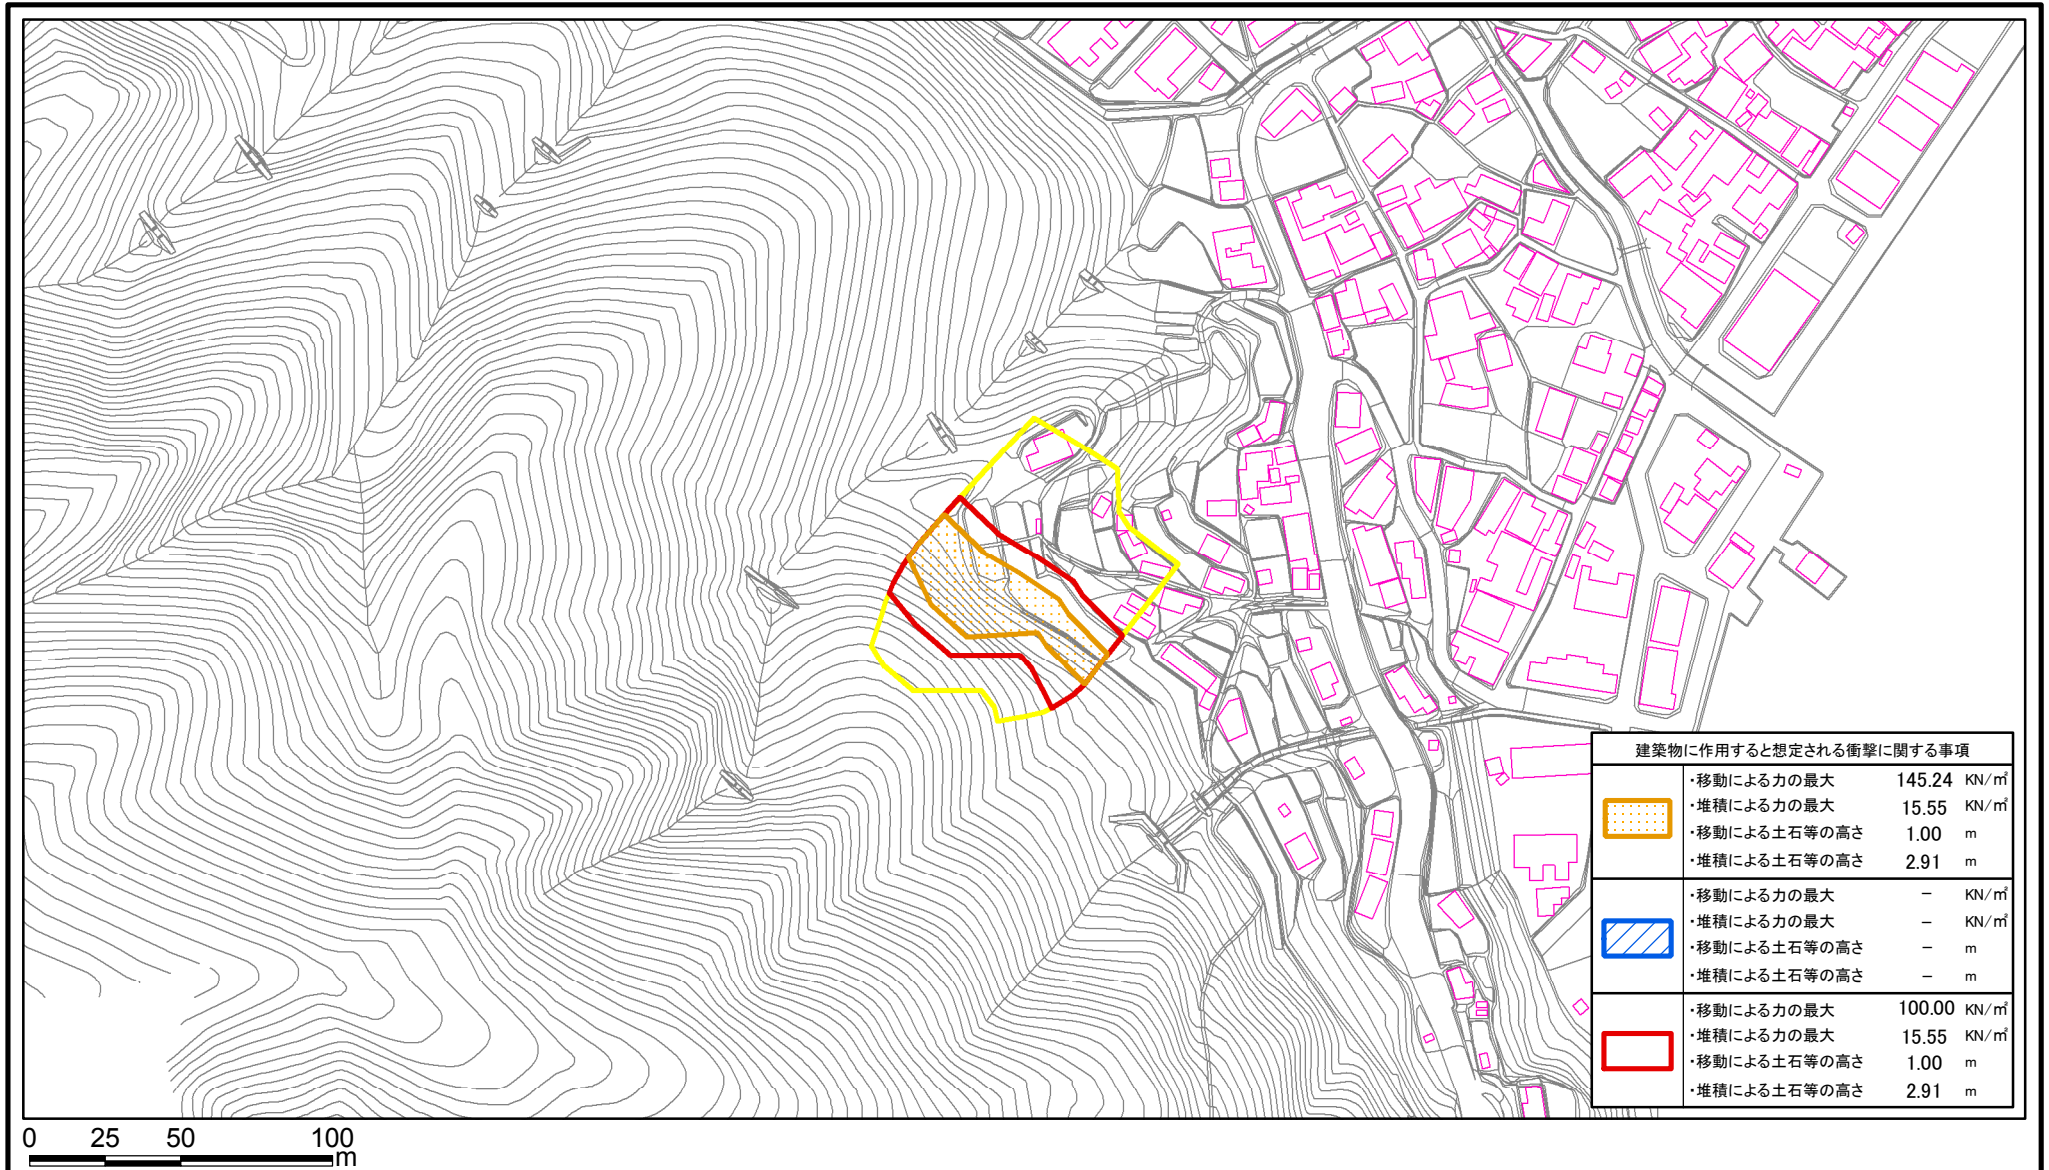 建築物に作用すると想定される衝撃に関する事項
・移動による力の最大 145.24 KN/㎡
・堆積による力の最大 15.55 KN/㎡
・移動による土石等の高さ 1.00 m
・堆積による土石等の高さ 2.91 m
・移動による力の最大 − KN/㎡
・堆積による力の最大 − KN/㎡
・移動による土石等の高さ − m
・堆積による土石等の高さ − m
・移動による力の最大 100.00 KN/㎡
・堆積による力の最大 15.55 KN/㎡
・移動による土石等の高さ 1.00 m
・堆積による土石等の高さ 2.91 m
0 25 50 100
m